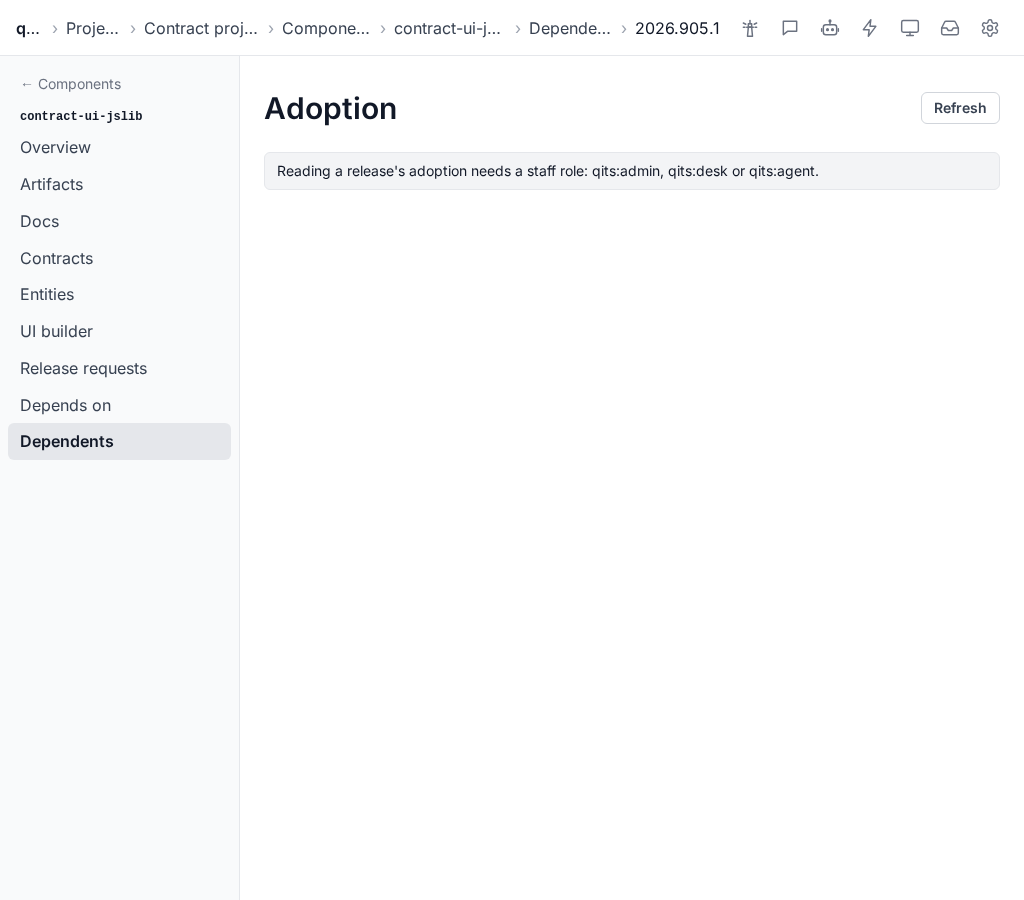 q... › Proje... › Contract proj... › Compone... › contract-ui-j... › Depende... › 2026.905.1
← Components
contract-ui-jslib
Overview
Artifacts
Docs
Contracts
Entities
UI builder
Release requests
Depends on
Dependents
Adoption
Refresh
Reading a release's adoption needs a staff role: qits:admin, qits:desk or qits:agent.